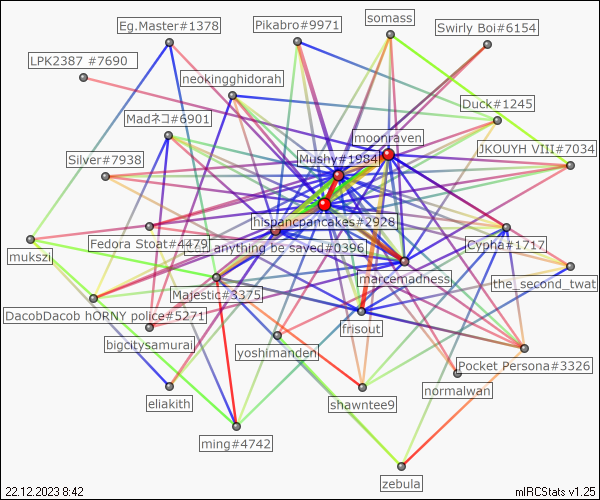 somass
Eg.Master#1378
Pikabro#9971
Swirly Boi#6154
LPK2387 #7690
neokingghidorah
Duck#1245
Madネコ#6901
moonraven
JKOUYH VIII#7034
Silver#7938
Mushy#1984
hispancpancakes#2928
Fedora Stoat#4479
anything be saved#0396
Cypha#1717
mukszi
marcemadness
the_second_twat
Majestic#3375
DacobDacob hORNY police#5271
frisout
bigcitysamurai
yoshimanden
Pocket Persona#3326
normalwan
eliakith
shawntee9
ming#4742
zebula
22.12.2023 8:42
mIRCStats v1.25